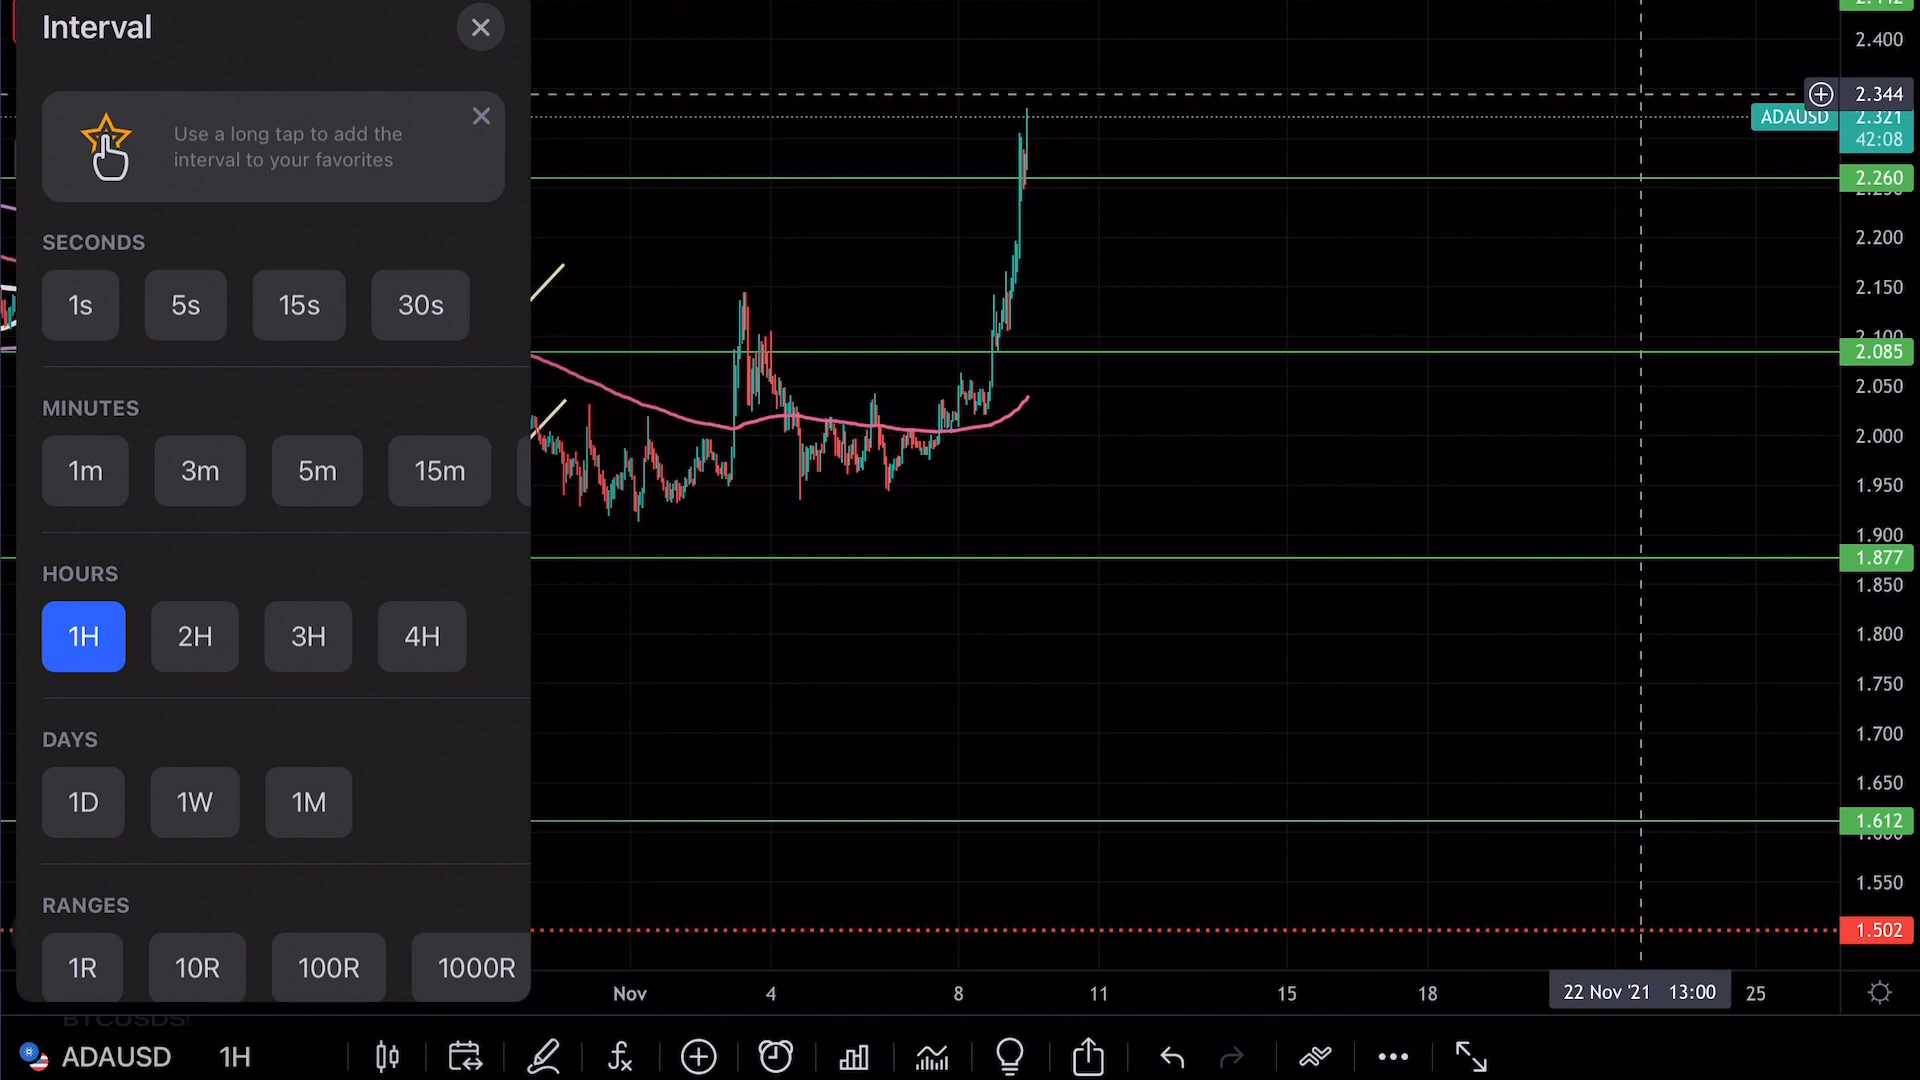 Interval
Use a long tap to add the
interval to your favorites
SECONDS
1s 5s 15s 30s
MINUTES
1m 3m 5m 15m
HOURS
1H 2H 3H 4H
DAYS
1D 1W 1M
RANGES
1R 10R 100R 1000R
2.400
2.344
ADAUSD 2.321
42:08
2.260
2.200
2.150
2.100
2.085
2.050
2.000
1.950
1.900
1.877
1.850
1.800
1.750
1.700
1.650
1.612
1.550
1.502
Nov 4 8 11 15 18 22 Nov '21 13:00 25
ADAUSD 1H